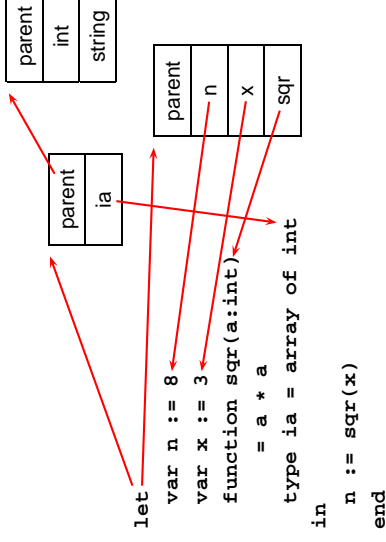 let
var n := 8
var x := 3
function sqr(a:int)
= a * a
type ia = array of int
in
n := sqr(x)
end
parent
ia
parent
int
string
parent
n
x
sqr